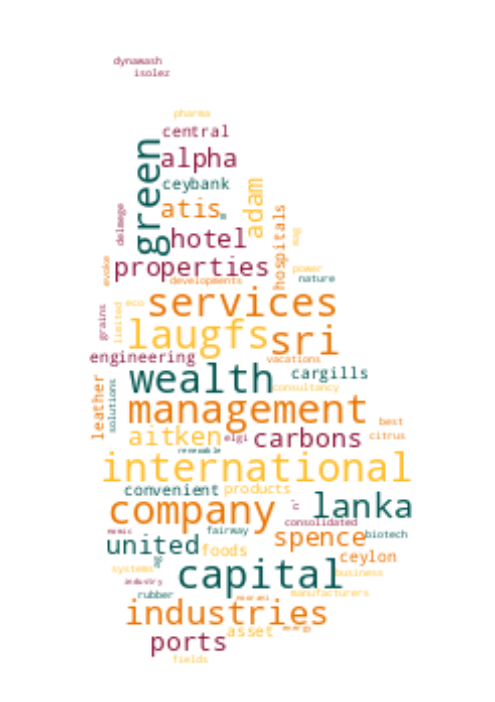 dynawash
isolez
pharma
central
green
alpha
ceybank
adam
atis
delmege
hotel
hospitals
mag
properties
power
evoke
developments
nature
eco
services
grains
limited
laugfs
sri
engineering
vacations
wealth
cargills
leather
solutions
consultancy
management
best
aitken
elgi
carbons
citrus
renewable
international
convenient
products
company
c
lanka
consolidated
fairway
spence
biotech
united
foods
ceylon
systems
capital
business
industry
rubber
manufacturers
industries
asset
energy
ports
fields